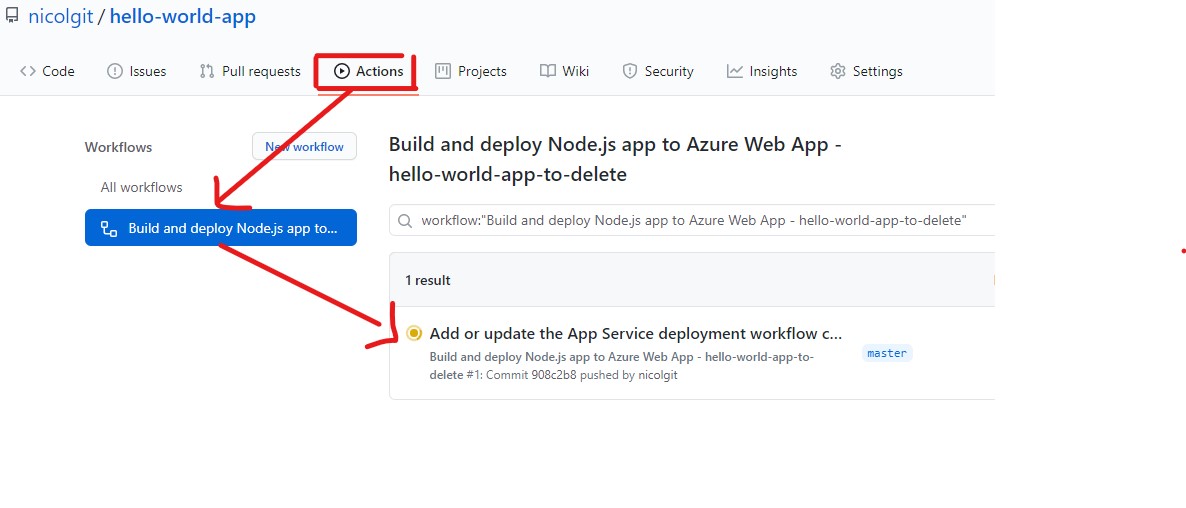 nicolgit / hello-world-app
Code Issues Pull requests Actions Projects Wiki Security Insights Settings
Workflows
New workflow
All workflows
Build and deploy Node.js app to...
Build and deploy Node.js app to Azure Web App -
hello-world-app-to-delete
workflow:"Build and deploy Node.js app to Azure Web App - hello-world-app-to-delete"
1 result
Add or update the App Service deployment workflow c...
Build and deploy Node.js app to Azure Web App - hello-world-app-to-
delete #1: Commit 908c2b8 pushed by nicolgit
master